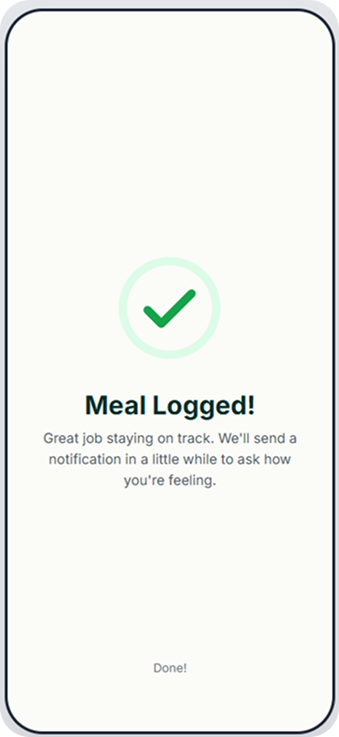 Meal Logged!
Great job staying on track. We'll send a
notification in a little while to ask how
you're feeling.
Done!